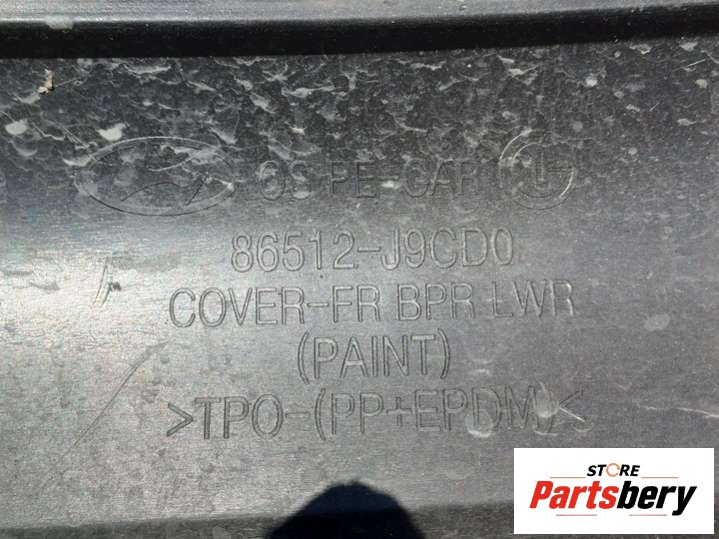 OS PE-CAR
86512-J9CD0
COVER-FR BPR LWR
(PAINT)
>TPO-(PP+EPDM)<
STORE
Partsbery